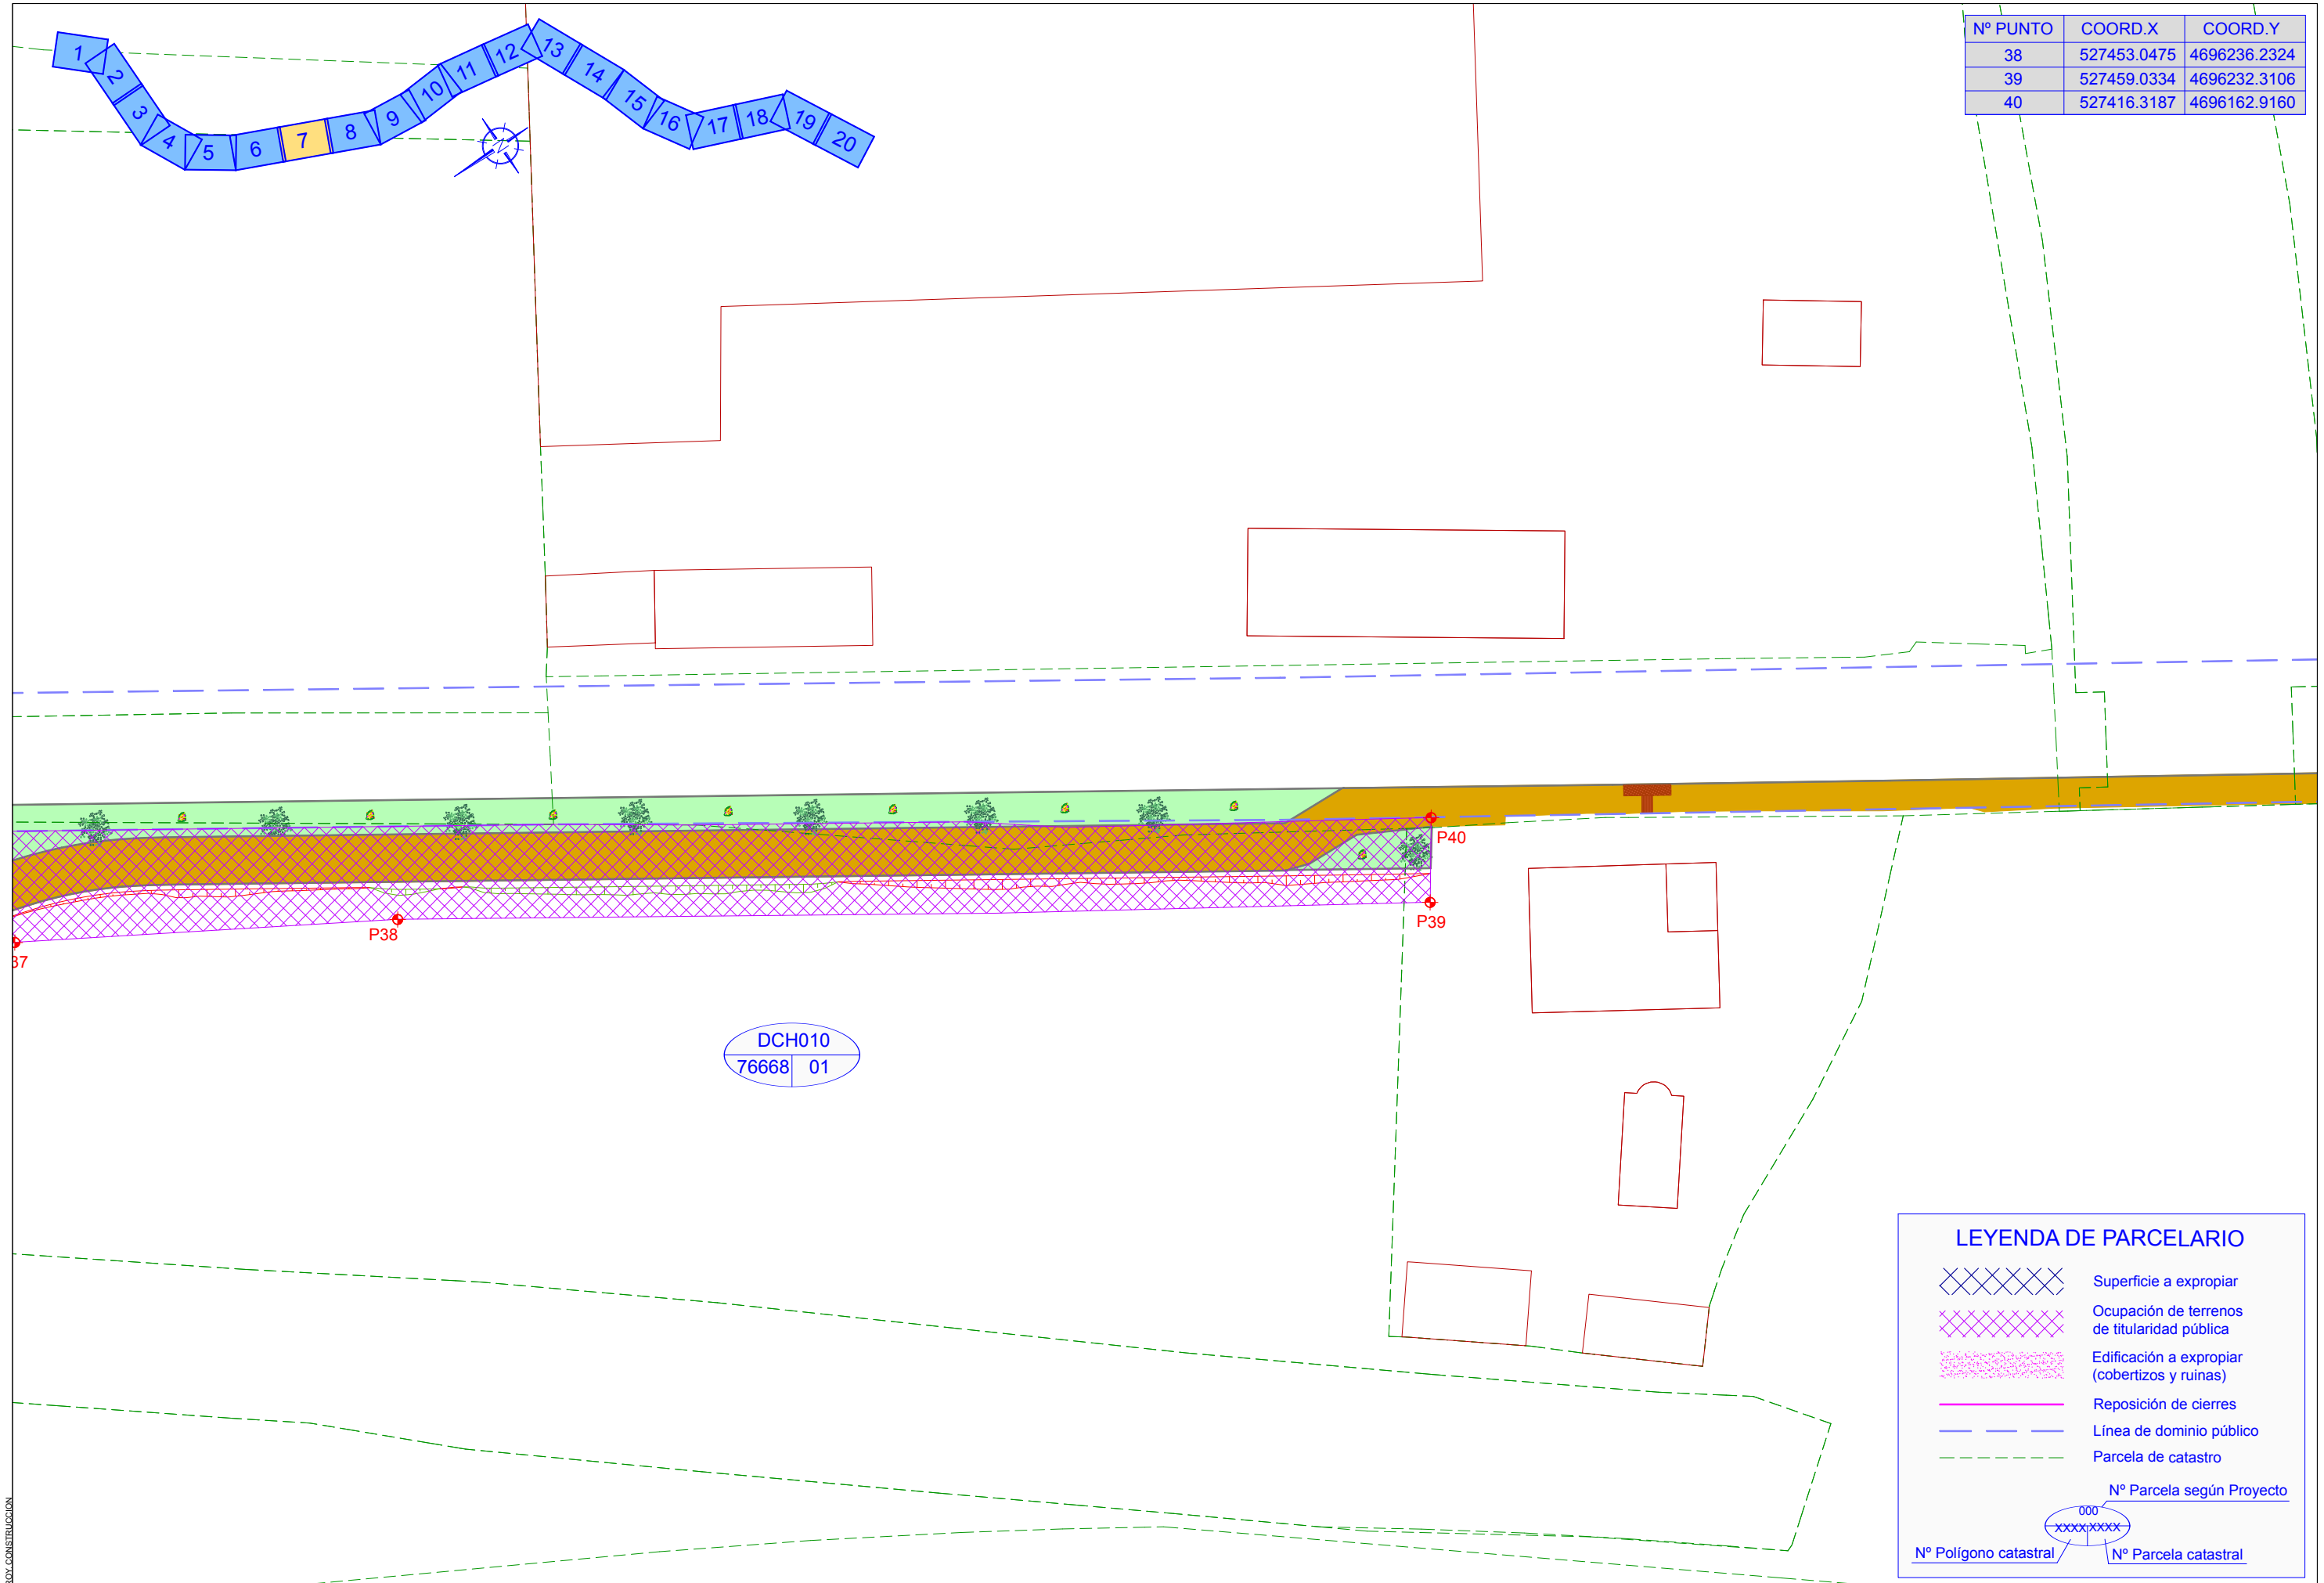 1
2
3
4
5
6
7
8
9
10
11
12
13
14
15
16
17
18
19
20
N
Nº PUNTO COORD.X COORD.Y
38 527453.0475 4696236.2324
39 527459.0334 4696232.3106
40 527416.3187 4696162.9160
P40
P39
P38
37
DCH010
76668 01
LEYENDA DE PARCELARIO
Superficie a expropiar
Ocupación de terrenos
de titularidad pública
Edificación a expropiar
(cobertizos y ruinas)
Reposición de cierres
Línea de dominio público
Parcela de catastro
Nº Parcela según Proyecto
000
XXXX XXXX
Nº Polígono catastral
Nº Parcela catastral
ROY.CONSTRUCCION